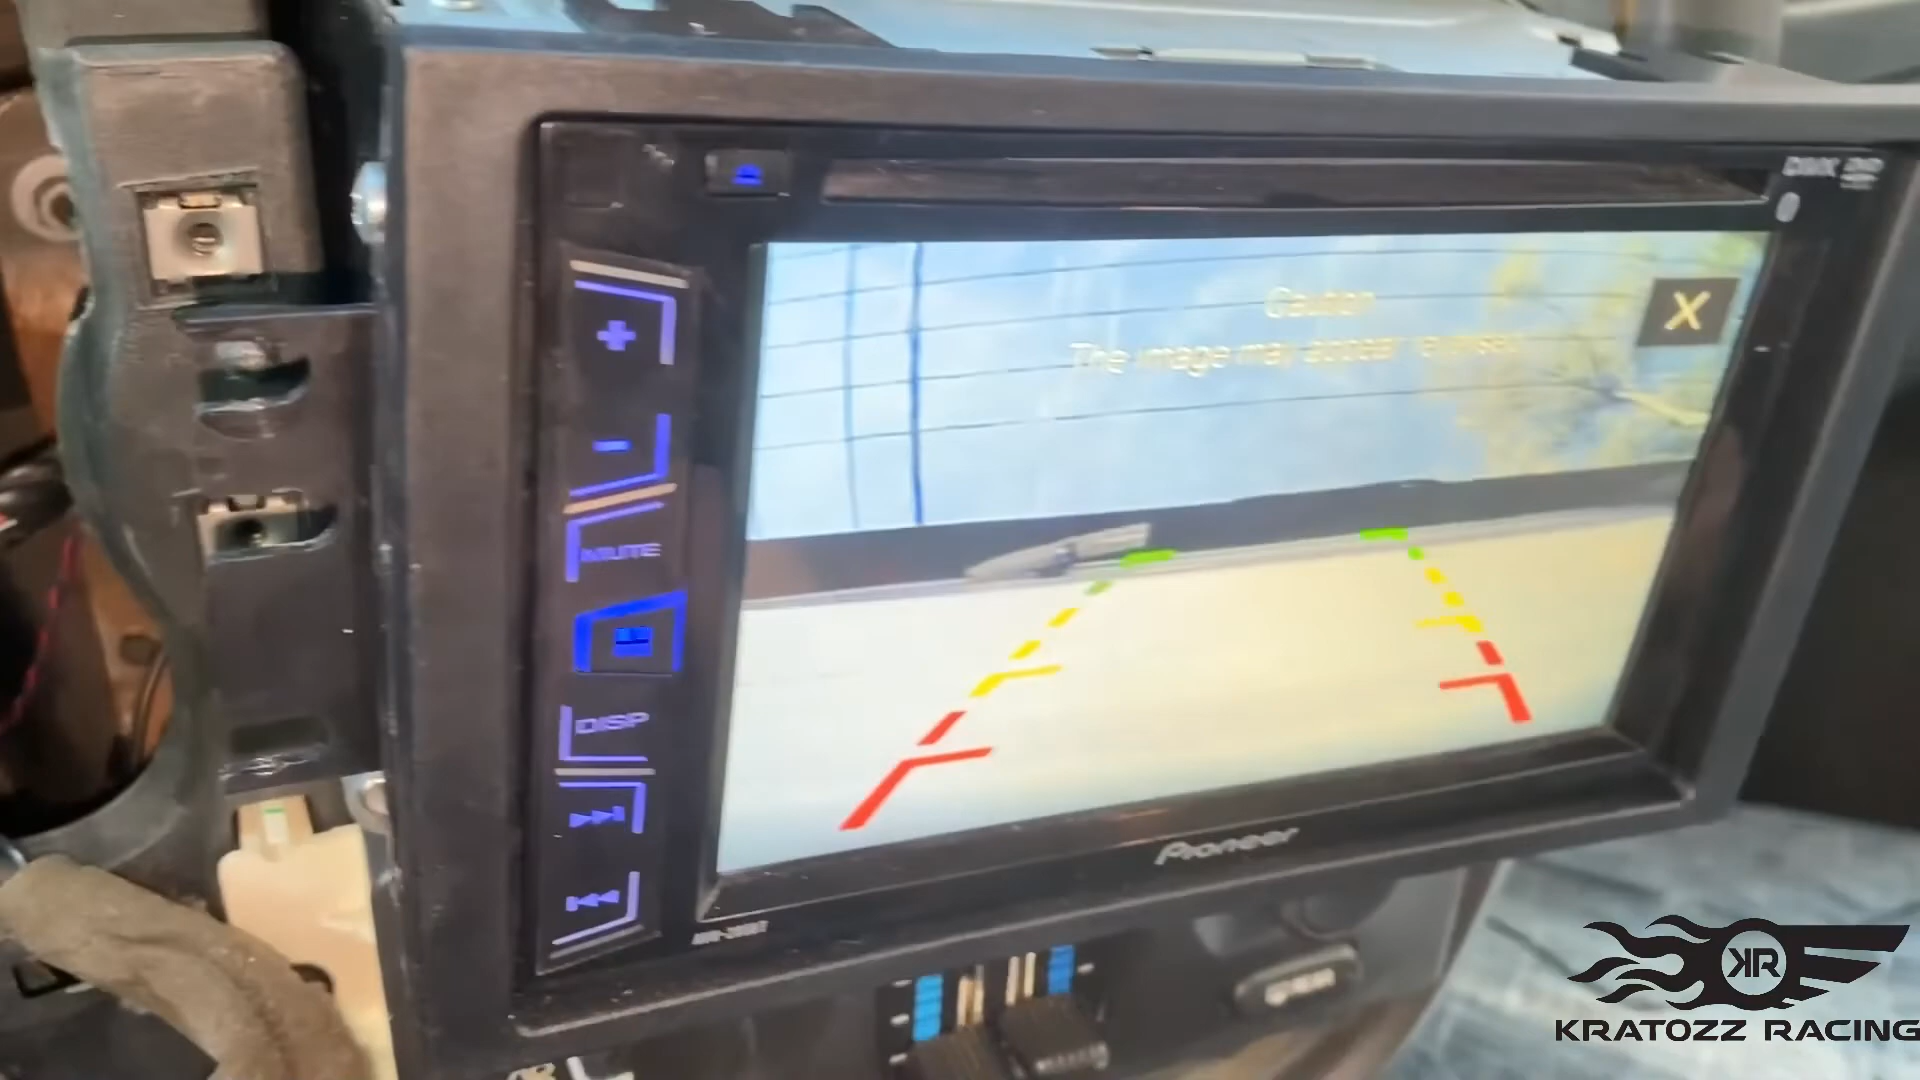 Caution
The image may appear reversed
X
MUTE
DISP
Pioneer
KR
KRATOZZ RACING